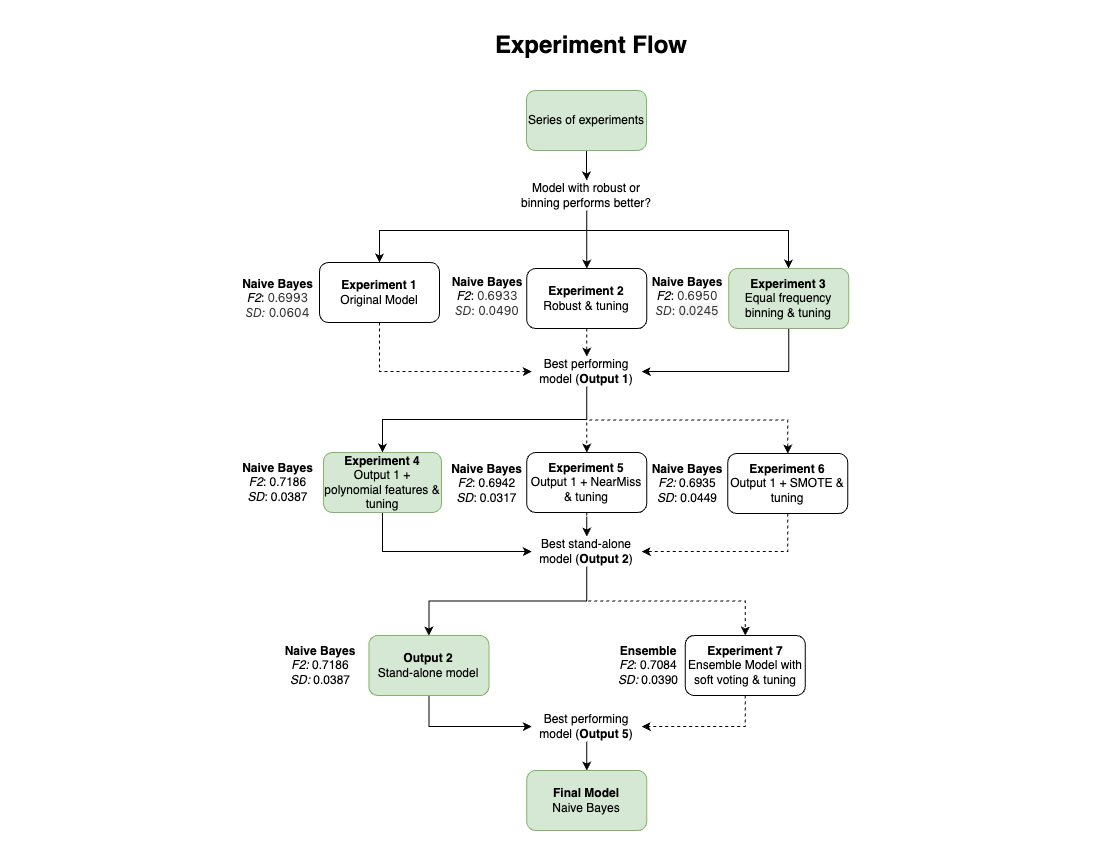 Experiment Flow
Series of experiments
Model with robust or
binning performs better?
Naive Bayes
F2: 0.6993
SD: 0.0604
Experiment 1
Original Model
Naive Bayes
F2: 0.6933
SD: 0.0490
Experiment 2
Robust & tuning
Naive Bayes
F2: 0.6950
SD: 0.0245
Experiment 3
Equal frequency
binning & tuning
Best performing
model (Output 1)
Naive Bayes
F2: 0.7186
SD: 0.0387
Experiment 4
Output 1 +
polynomial features &
tuning
Naive Bayes
F2: 0.6942
SD: 0.0317
Experiment 5
Output 1 + NearMiss
& tuning
Naive Bayes
F2: 0.6935
SD: 0.0449
Experiment 6
Output 1 + SMOTE &
tuning
Best stand-alone
model (Output 2)
Naive Bayes
F2: 0.7186
SD: 0.0387
Output 2
Stand-alone model
Ensemble
F2: 0.7084
SD: 0.0390
Experiment 7
Ensemble Model with
soft voting & tuning
Best performing
model (Output 5)
Final Model
Naive Bayes